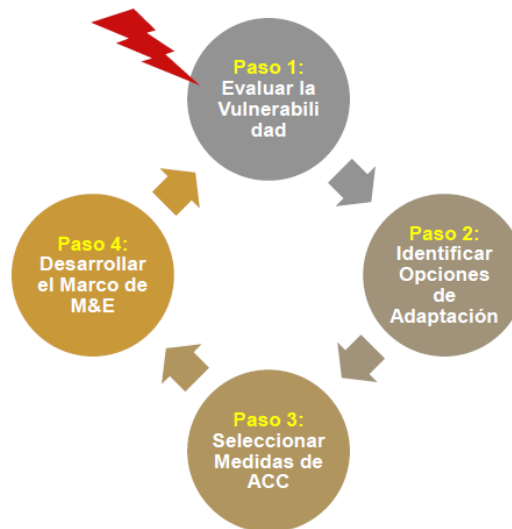 Paso 1:
Evaluar la
Vulnerabili
dad
Paso 2:
Identificar
Opciones
de
Adaptación
Paso 3:
Seleccionar
Medidas de
ACC
Paso 4:
Desarrollar
el Marco de
M&E